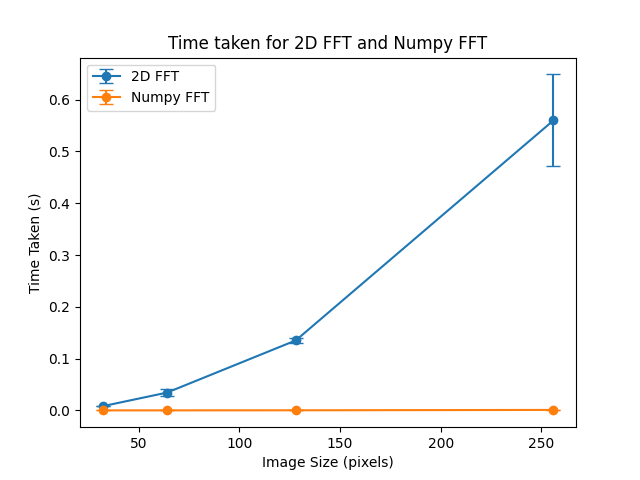 Time taken for 2D FFT and Numpy FFT
2D FFT
Numpy FFT
Time Taken (s)
0.6
0.5
0.4
0.3
0.2
0.1
0.0
50
100
150
200
250
Image Size (pixels)